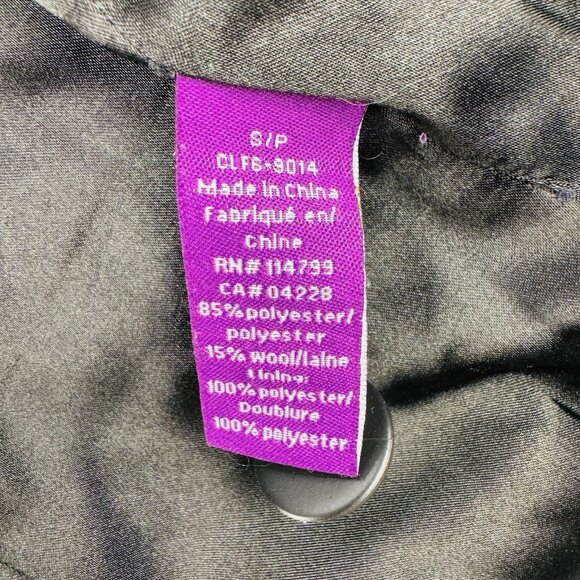 S/P
CLF6-9014
Made in China
Fabriqué en/
chine
RN# 114799
CA# 04228
85% polyester/
polyester
15% wool/laine
Lining:
100% polyester/
Doublure
100% polyester